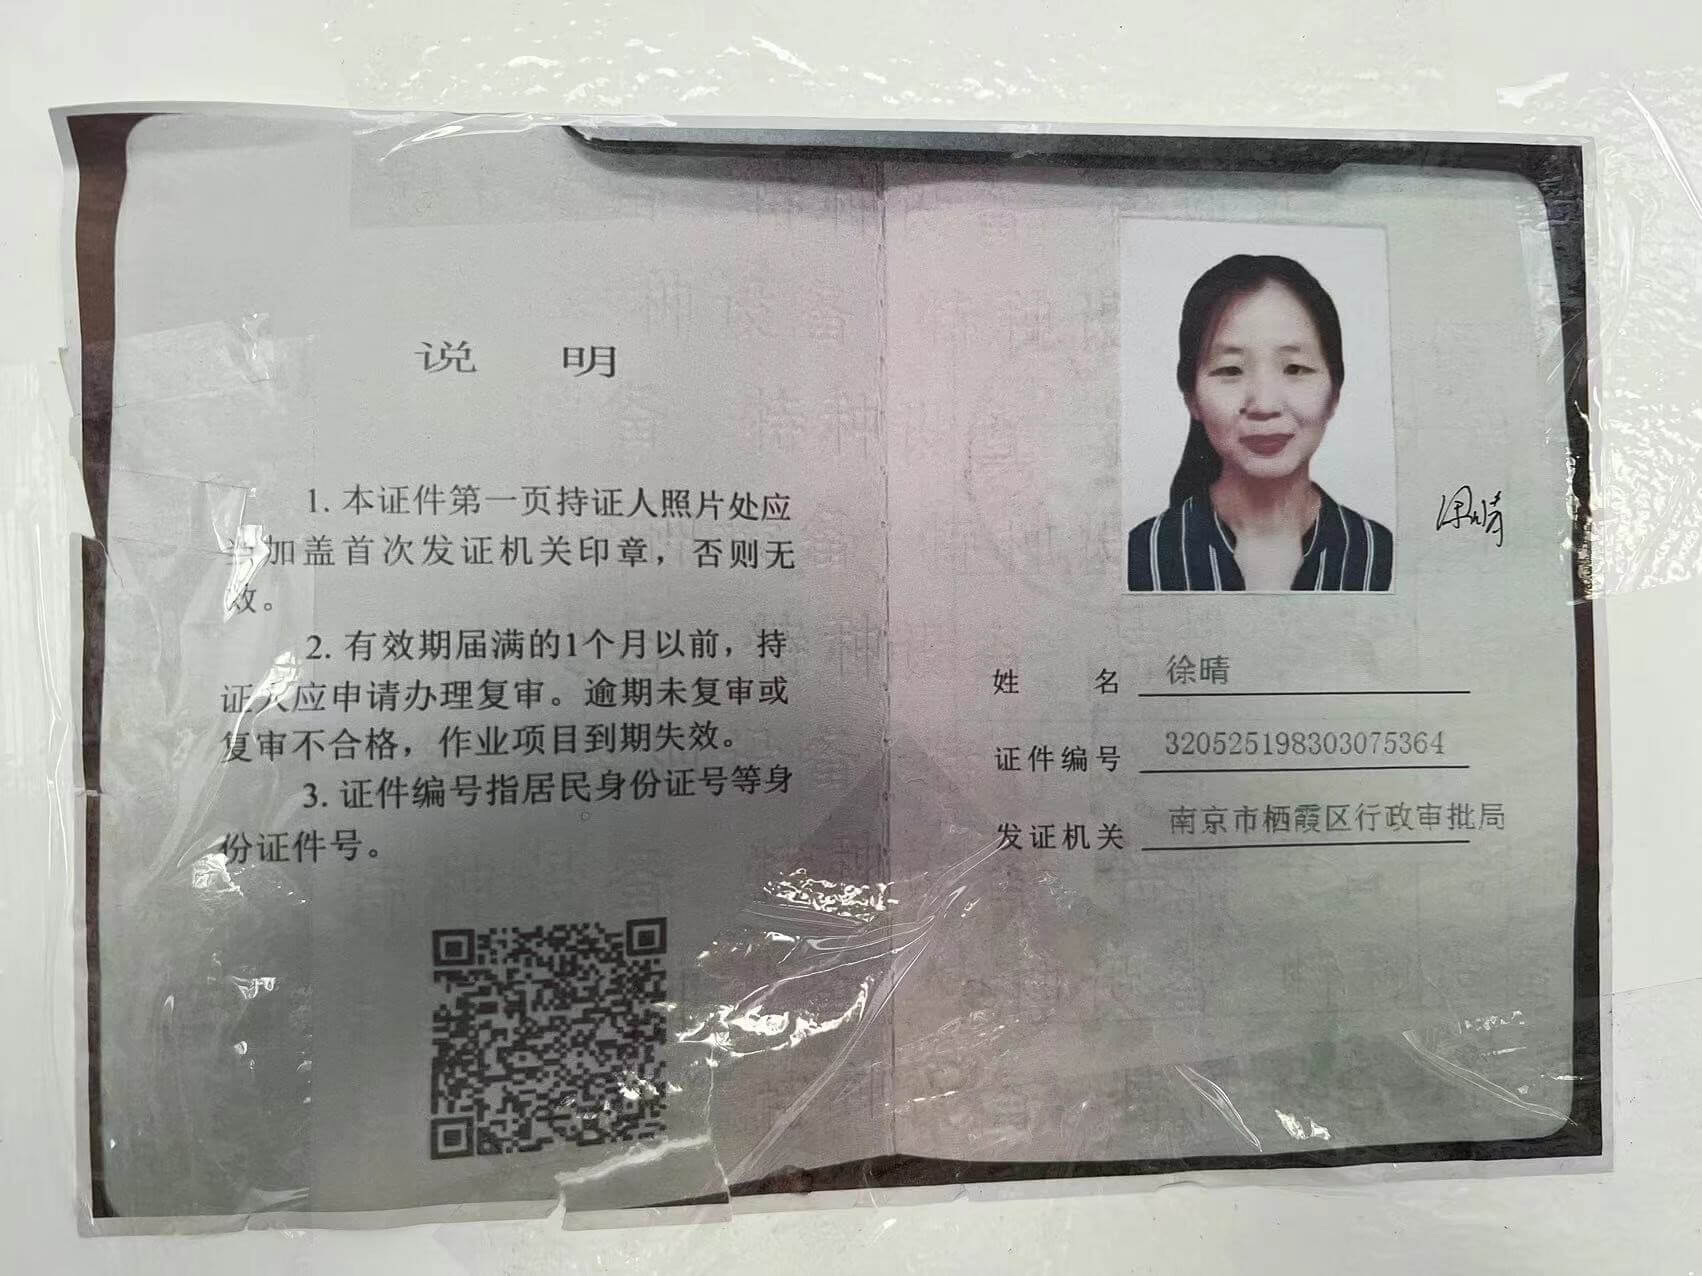 说 明
1. 本证件第一页持证人照片处应
当加盖首次发证机关印章，否则无
效。
2. 有效期届满的1个月以前，持
证人应申请办理复审。逾期未复审或
复审不合格，作业项目到期失效。
3. 证件编号指居民身份证号等身
份证件号。
徐晴
姓 名 徐晴
证件编号 320525198303075364
发证机关 南京市栖霞区行政审批局